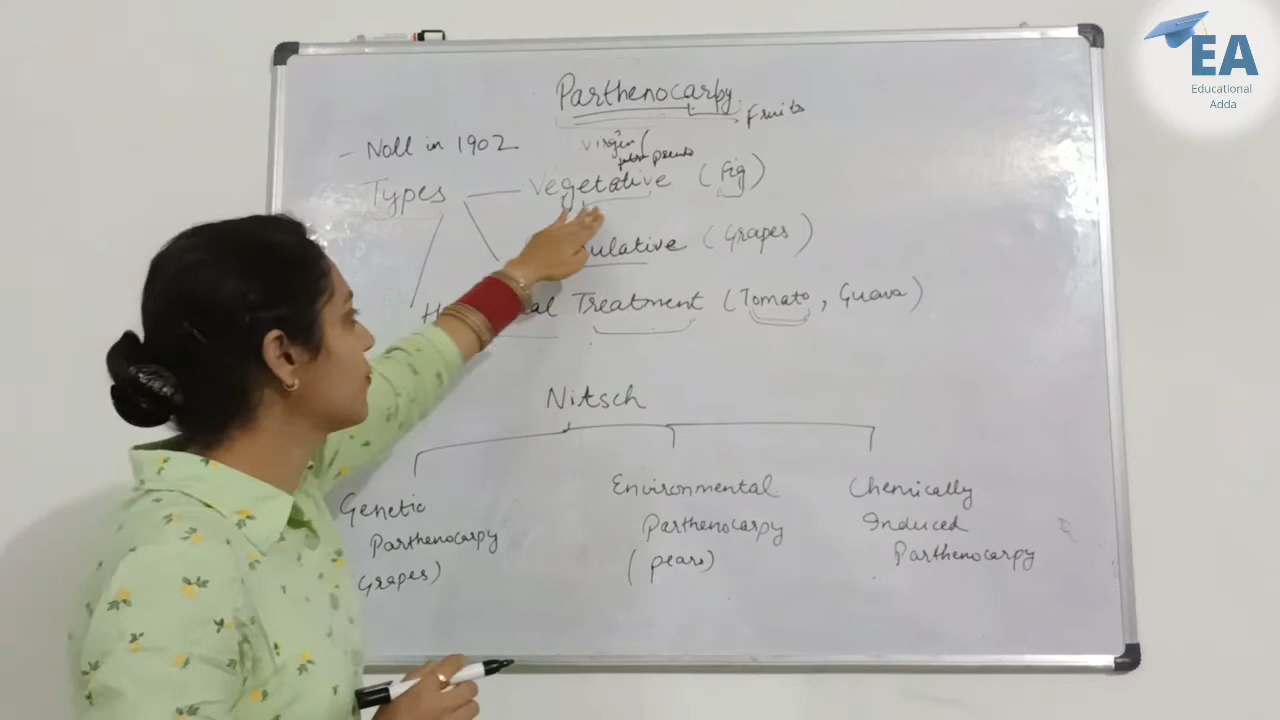 EA
Educational
Adda
Parthenocarpy
Fruits
- Noll in 1902
Virgin
Types
Vegetative (Fig)
ulative (Grapes)
H al Treatment (Tomato, Guava)
Nitsch
Genetic
Parthenocarpy
Grapes)
Environmental
Parthenocarpy
(pears)
Chemically
Induced
Parthenocarpy